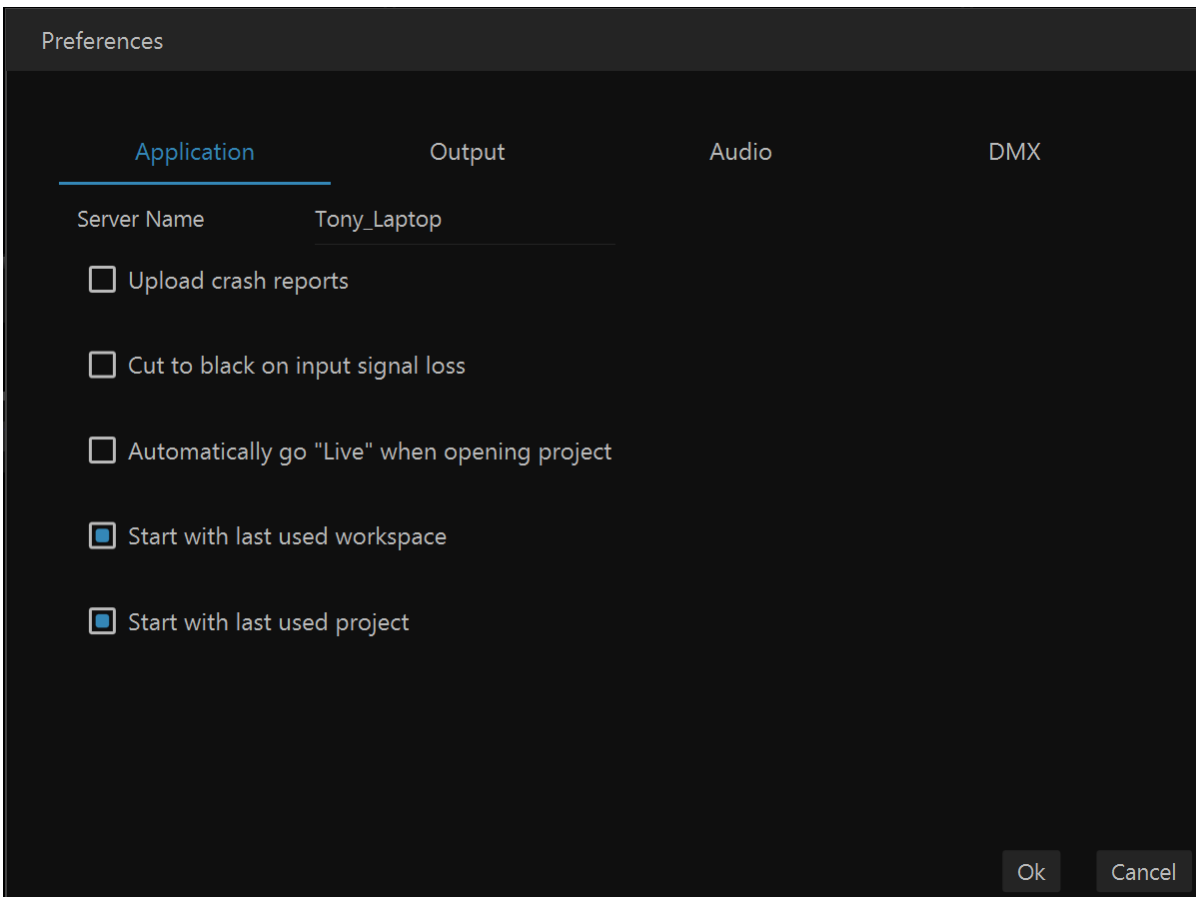 Preferences
Application Output Audio DMX
Server Name Tony_Laptop
Upload crash reports
Cut to black on input signal loss
Automatically go "Live" when opening project
Start with last used workspace
Start with last used project
Ok Cancel